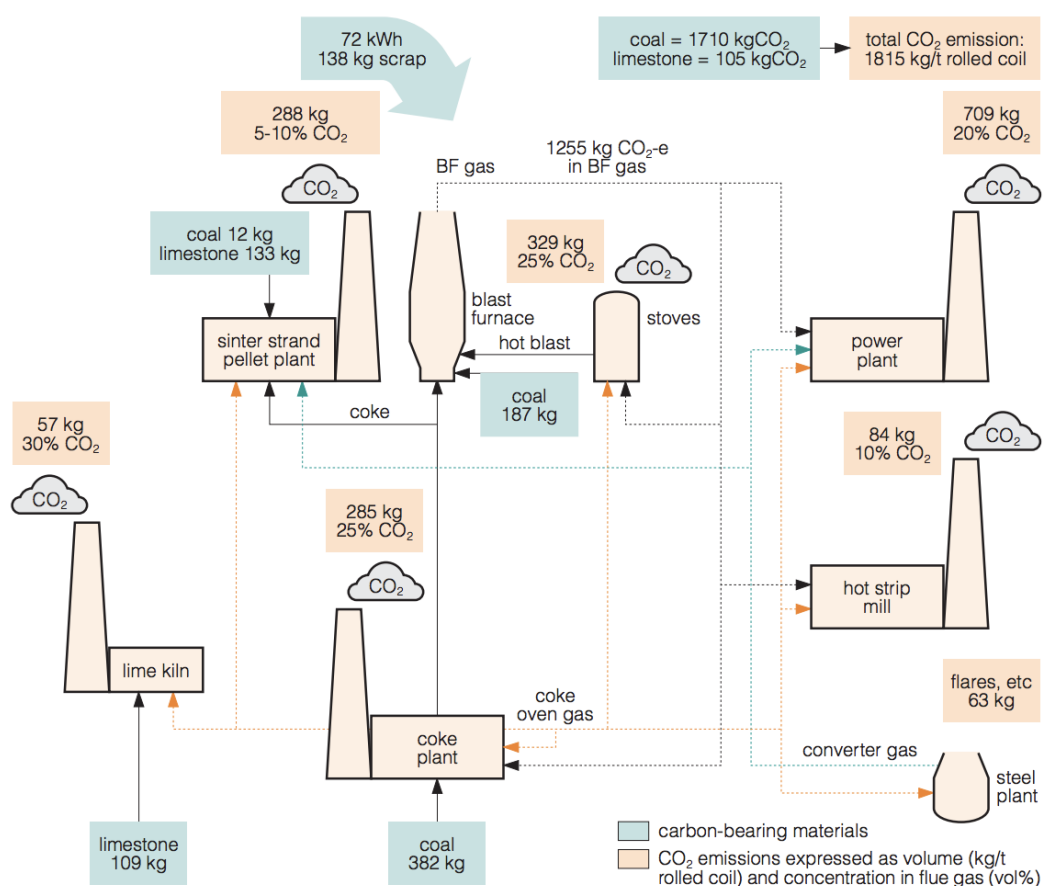 72 kWh
138 kg scrap
coal = 1710 kgCO₂
limestone = 105 kgCO₂
total CO₂ emission:
1815 kg/t rolled coil
288 kg
5-10% CO₂
709 kg
20% CO₂
1255 kg CO₂-e
in BF gas
BF gas
CO₂
CO₂
coal 12 kg
limestone 133 kg
329 kg
25% CO₂
CO₂
blast
furnace
stoves
sinter strand
pellet plant
hot blast
power
plant
coal
187 kg
coke
57 kg
30% CO₂
84 kg
10% CO₂
CO₂
CO₂
285 kg
25% CO₂
CO₂
hot strip
mill
lime kiln
flares, etc
63 kg
coke
oven gas
coke
plant
converter gas
steel
plant
limestone
109 kg
coal
382 kg
carbon-bearing materials
CO₂ emissions expressed as volume (kg/t
rolled coil) and concentration in flue gas (vol%)